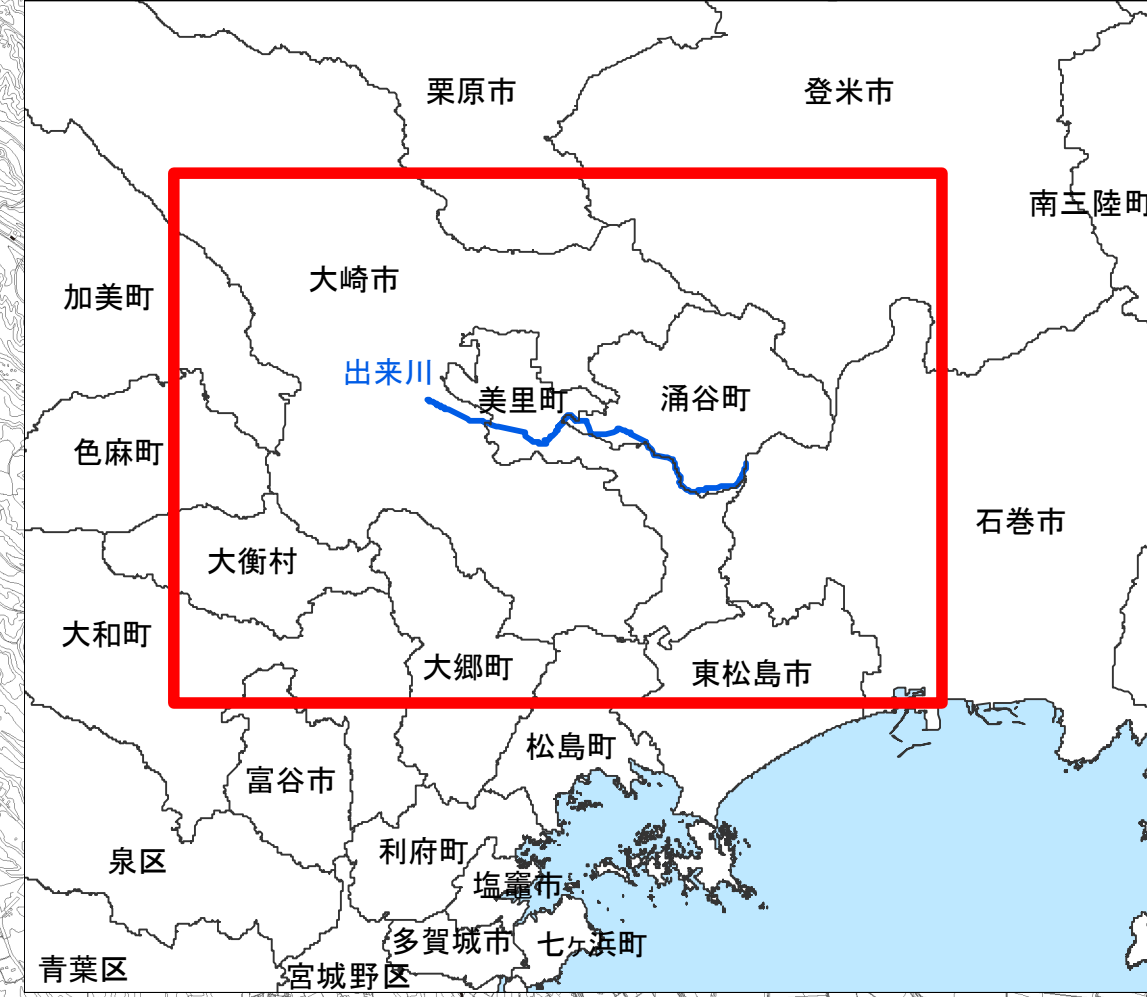 栗原市
登米市
南三陸町
大崎市
加美町
出来川
美里町
涌谷町
色麻町
石巻市
大衡村
大和町
大郷町
東松島市
松島町
富谷市
利府町
泉区
塩竈市
多賀城市
七ヶ浜町
青葉区
宮城野区